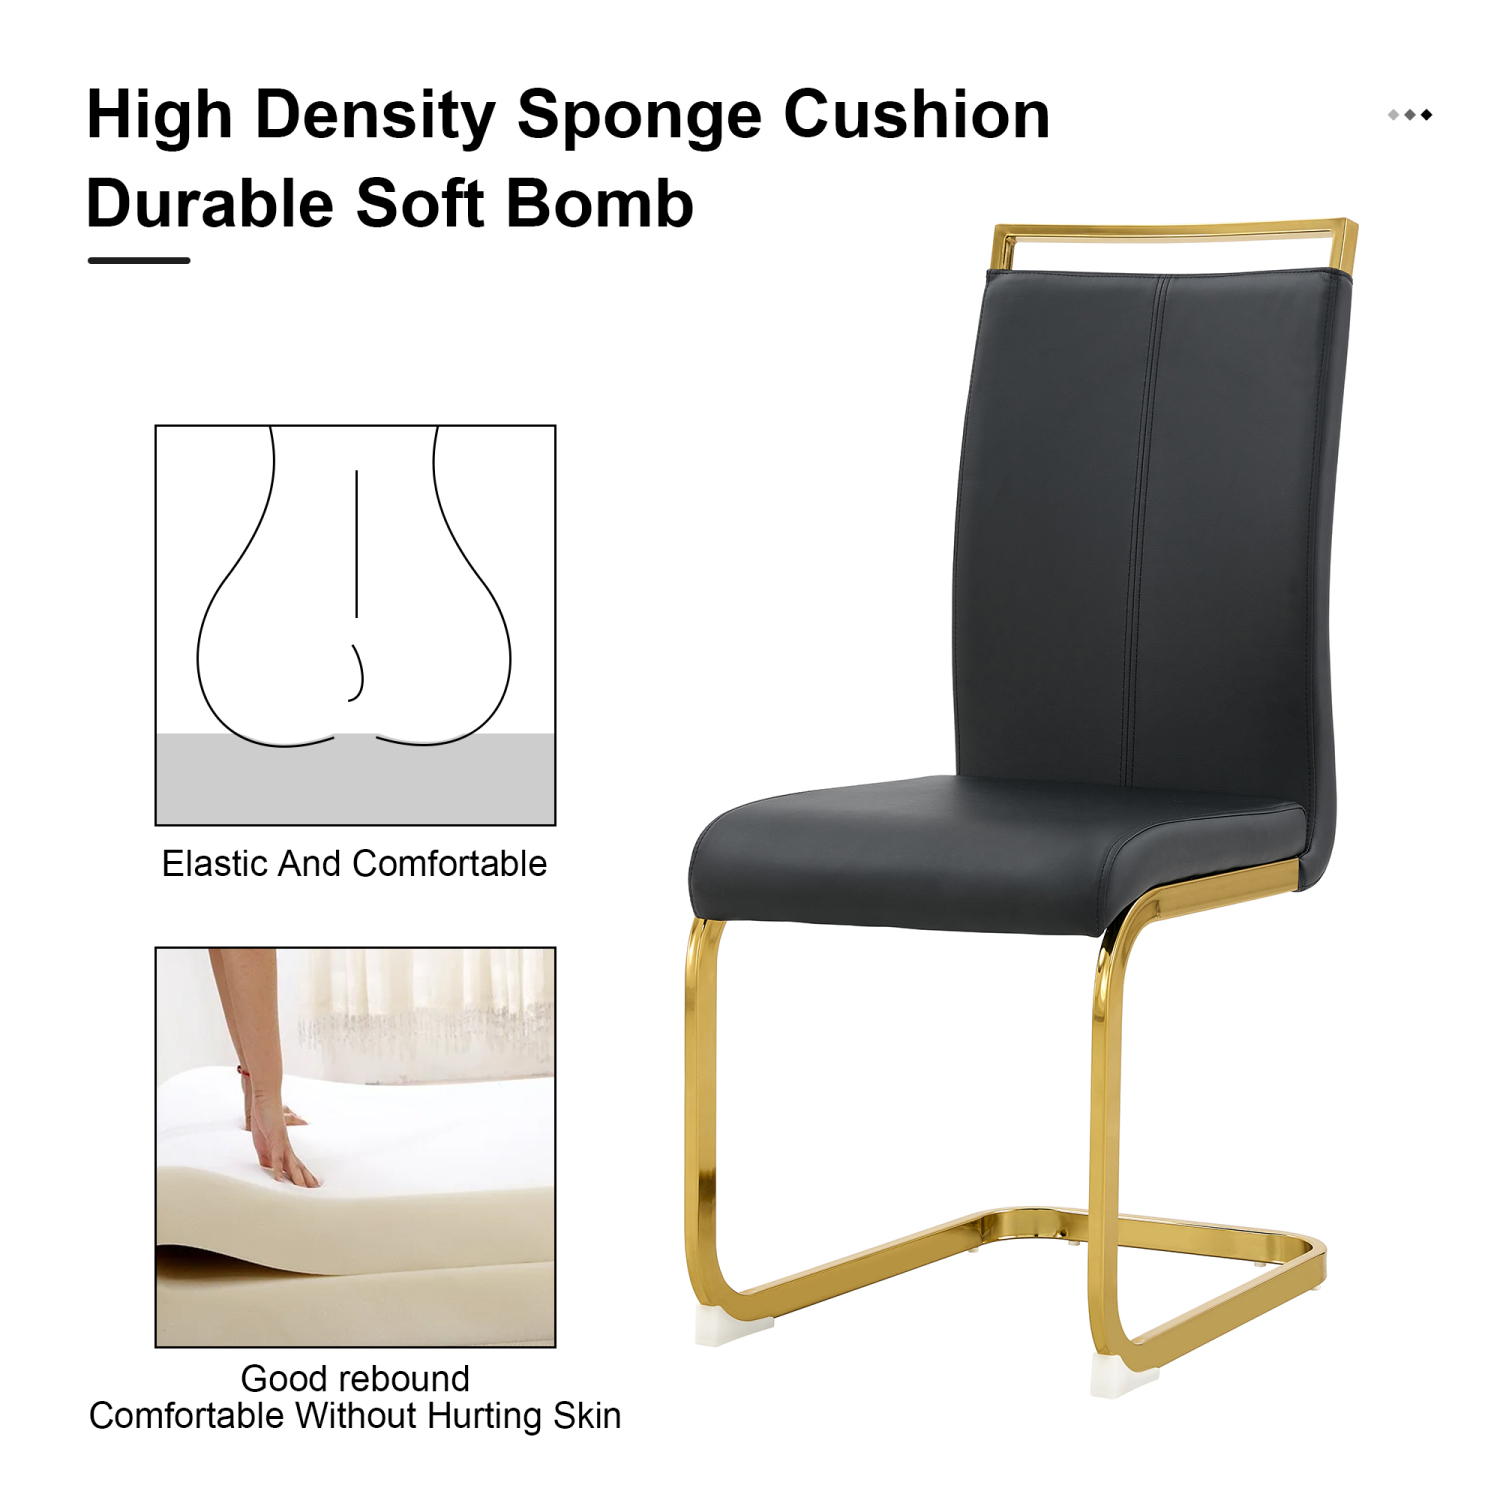 High Density Sponge Cushion
Durable Soft Bomb
Elastic And Comfortable
Good rebound
Comfortable Without Hurting Skin